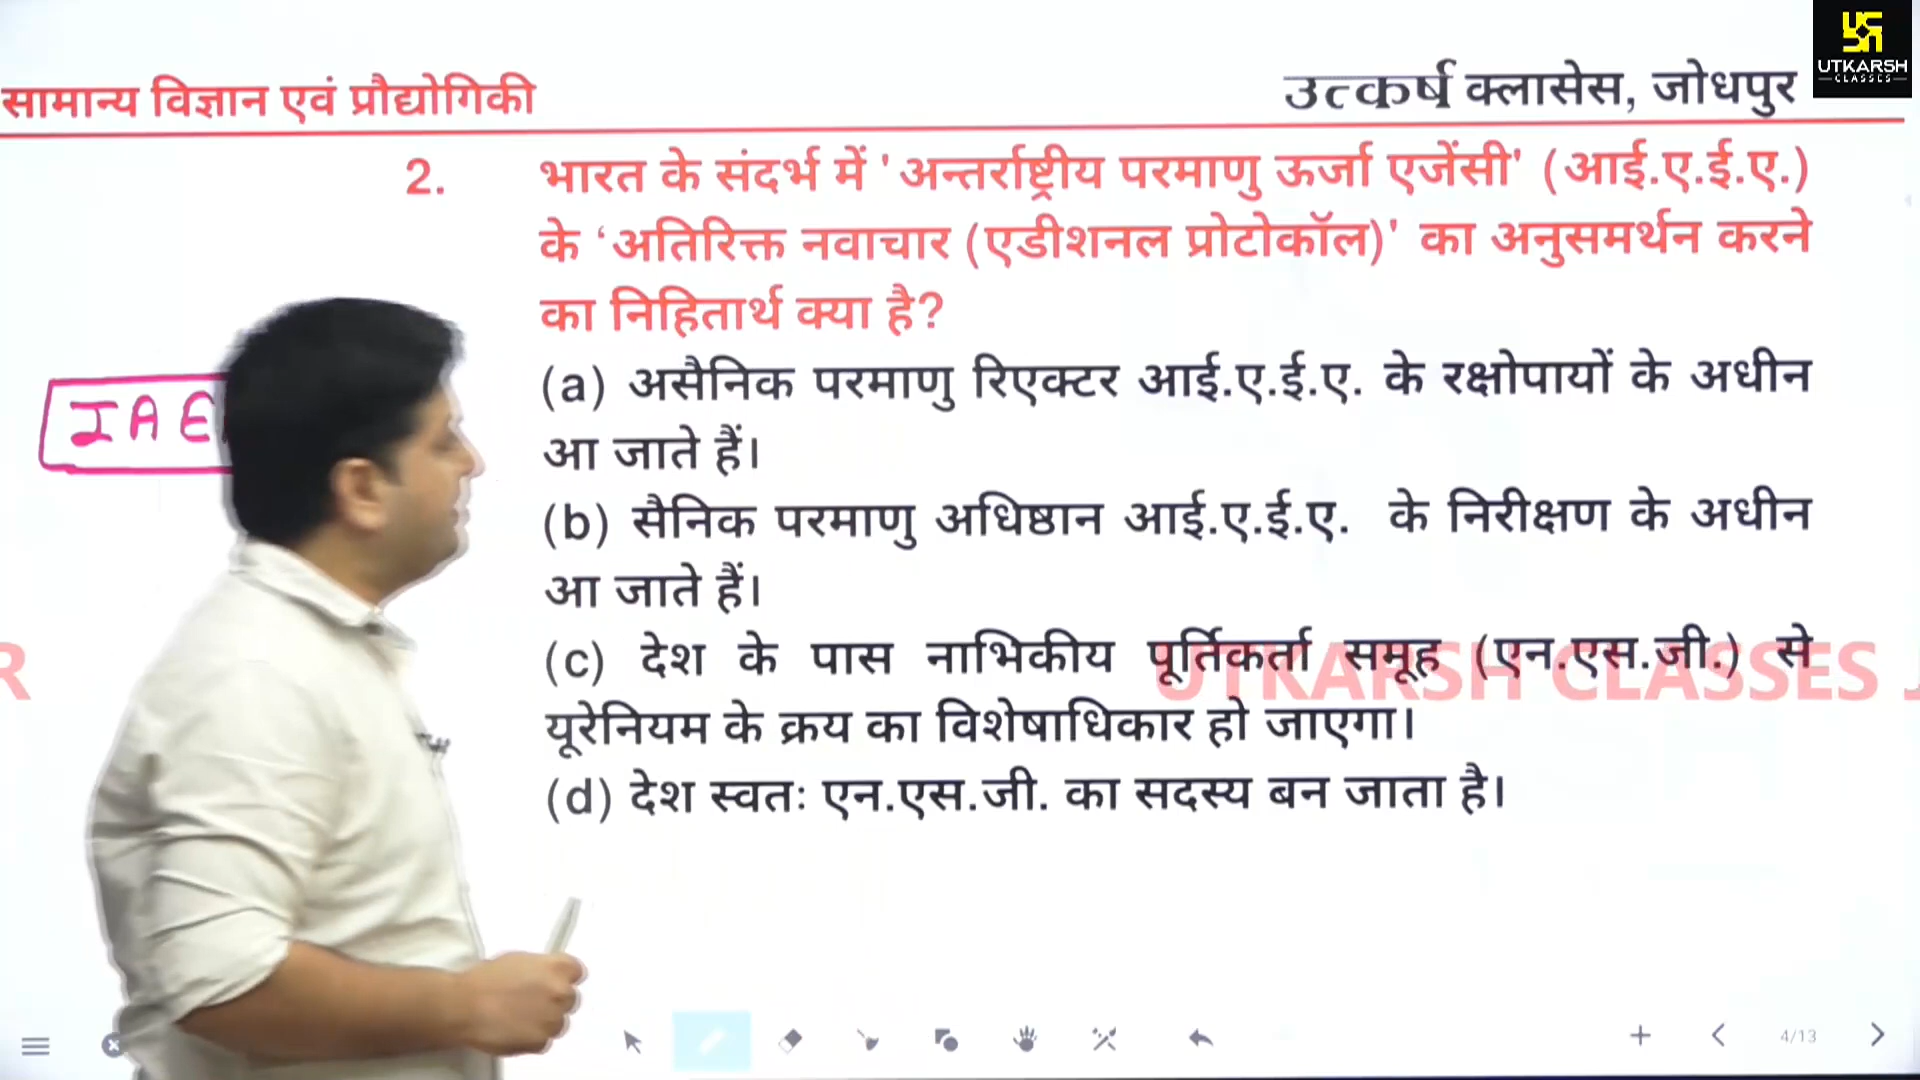 UTKARSH
CLASSES
सामान्य विज्ञान एवं प्रौद्योगिकी
उत्कर्ष क्लासेस, जोधपुर
2. भारत के संदर्भ में 'अन्तर्राष्ट्रीय परमाणु ऊर्जा एजेंसी' (आई.ए.ई.ए.)
के ‘अतिरिक्त नवाचार (एडीशनल प्रोटोकॉल)' का अनुसमर्थन करने
का निहितार्थ क्या है?
(a) असैनिक परमाणु रिएक्टर आई.ए.ई.ए. के रक्षोपायों के अधीन
आ जाते हैं।
I A E
(b) सैनिक परमाणु अधिष्ठान आई.ए.ई.ए. के निरीक्षण के अधीन
आ जाते हैं।
(c) देश के पास नाभिकीय पूर्तिकर्ता समूह (एन.एस.जी.) से
यूरेनियम के क्रय का विशेषाधिकार हो जाएगा।
(d) देश स्वतः एन.एस.जी. का सदस्य बन जाता है।
R
UTKARSH CLASSES J
4/13